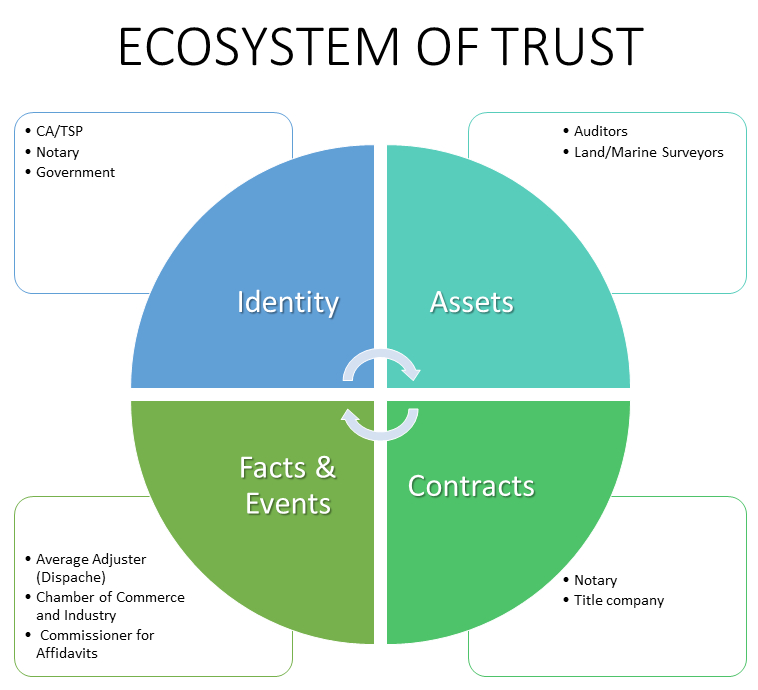 ECOSYSTEM OF TRUST
• CA/TSP
• Notary
• Government
• Auditors
• Land/Marine Surveyors
Identity
Assets
Facts &
Events
Contracts
• Average Adjuster
(Dispache)
• Chamber of Commerce
and Industry
• Commissioner for
Affidavits
• Notary
• Title company